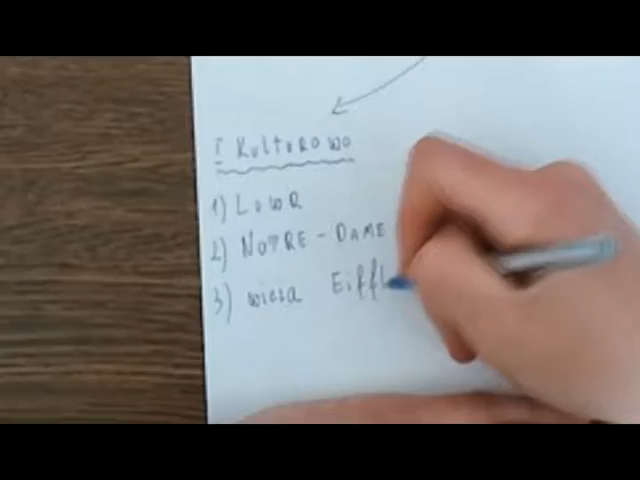 I KULTUROWO
1) LUWR
2) NOTRE-DAME
3) wieża Eiffl